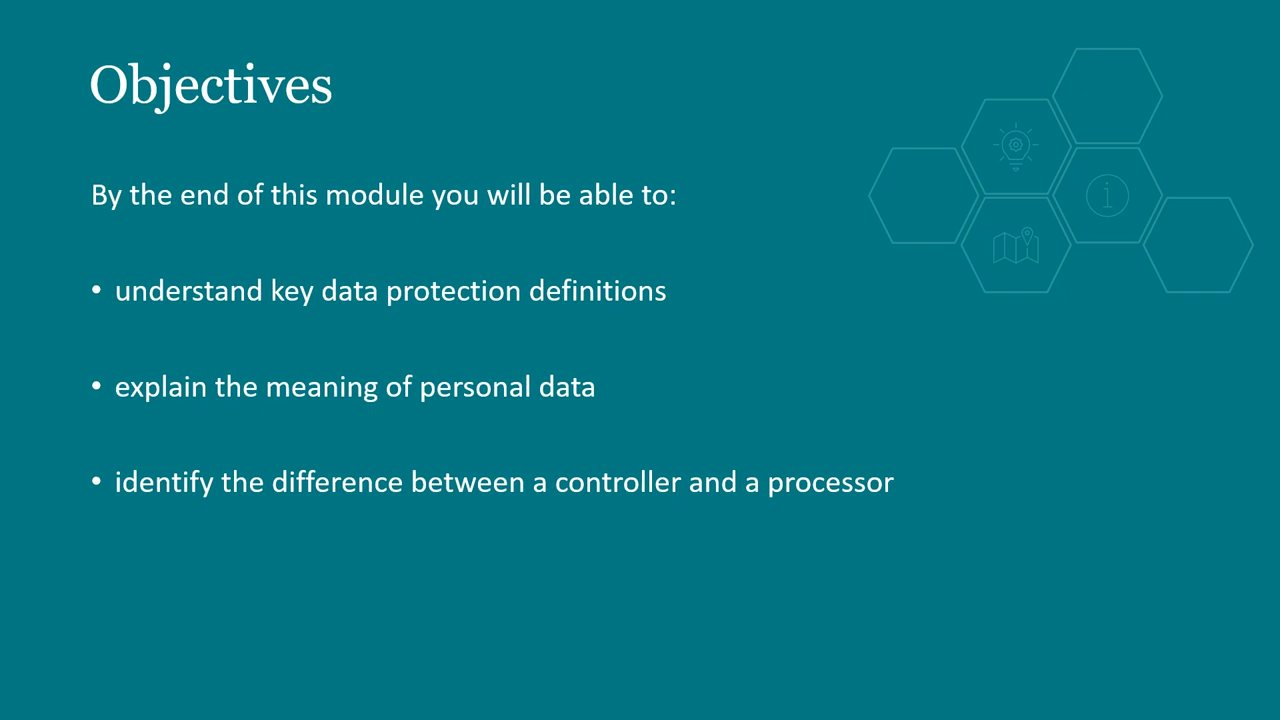 Objectives
By the end of this module you will be able to:
• understand key data protection definitions
• explain the meaning of personal data
• identify the difference between a controller and a processor